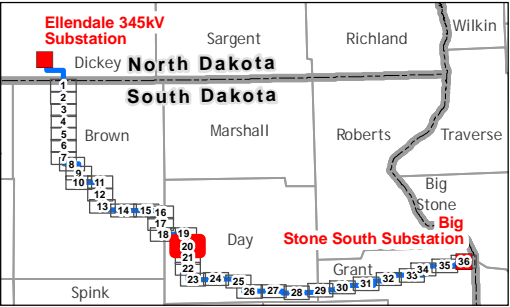 Ellendale 345kV
Substation
Wilkin
Sargent
Richland
Dickey
North Dakota
South Dakota
1
2
3
4
5
6
7
8
9
10
11
12
13
14
15
16
17
18
19
20
21
22
23
24
25
26
27
28
29
30
31
32
33
34
35
36
Brown
Marshall
Roberts
Traverse
Big
Stone
Big
Stone South Substation
Day
Grant
Spink